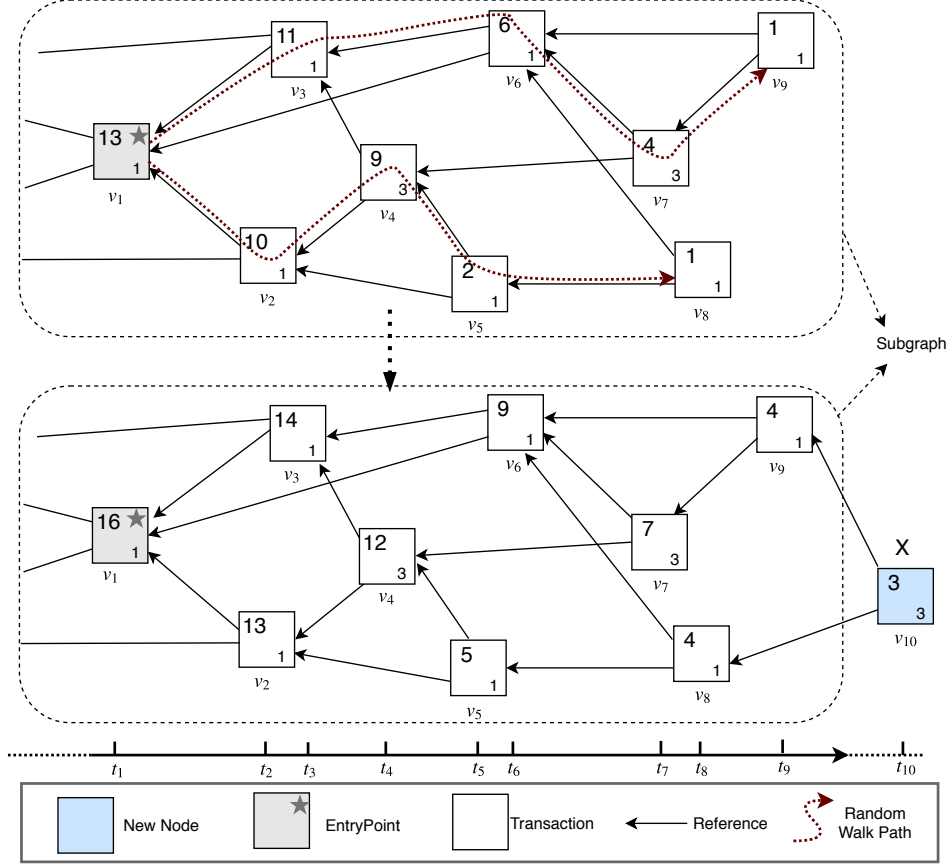 11
1
v3
6
1
v6
1
1
v9
13
1
v1
9
3
v4
4
3
v7
10
1
v2
2
1
v5
1
1
v8
Subgraph
14
1
v3
9
1
v6
4
1
v9
16
1
v1
12
3
v4
7
3
v7
X
3
3
v10
13
1
v2
5
1
v5
4
1
v8
t1 t2 t3 t4 t5 t6 t7 t8 t9 t10
New Node EntryPoint Transaction Reference Random
Walk Path